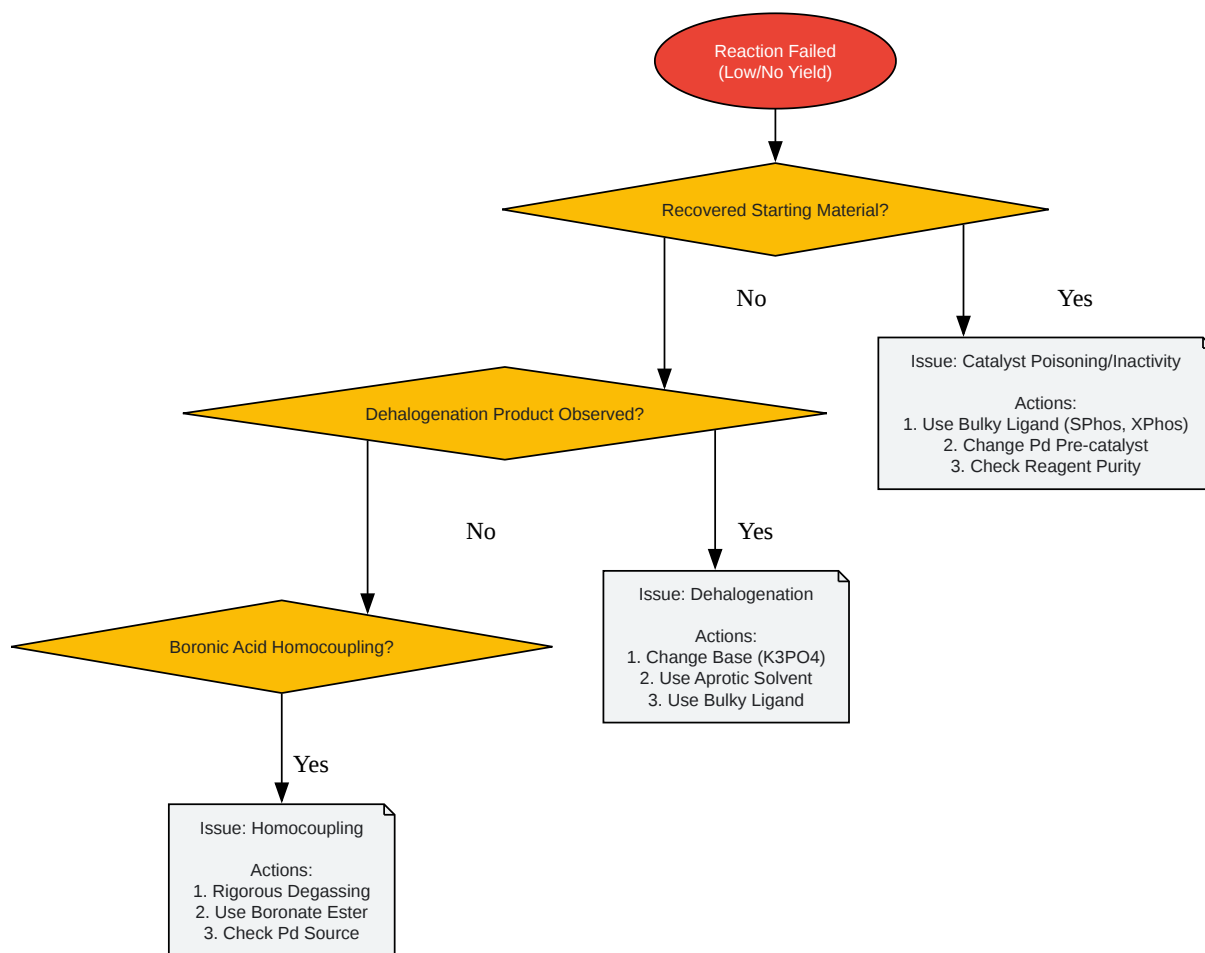 Reaction Failed
(Low/No Yield)
Recovered Starting Material?
No
Yes
Issue: Catalyst Poisoning/Inactivity
Actions:
1. Use Bulky Ligand (SPhos, XPhos)
2. Change Pd Pre-catalyst
3. Check Reagent Purity
Dehalogenation Product Observed?
No
Yes
Issue: Dehalogenation
Actions:
1. Change Base (K3PO4)
2. Use Aprotic Solvent
3. Use Bulky Ligand
Boronic Acid Homocoupling?
Yes
Issue: Homocoupling
Actions:
1. Rigorous Degassing
2. Use Boronate Ester
3. Check Pd Source